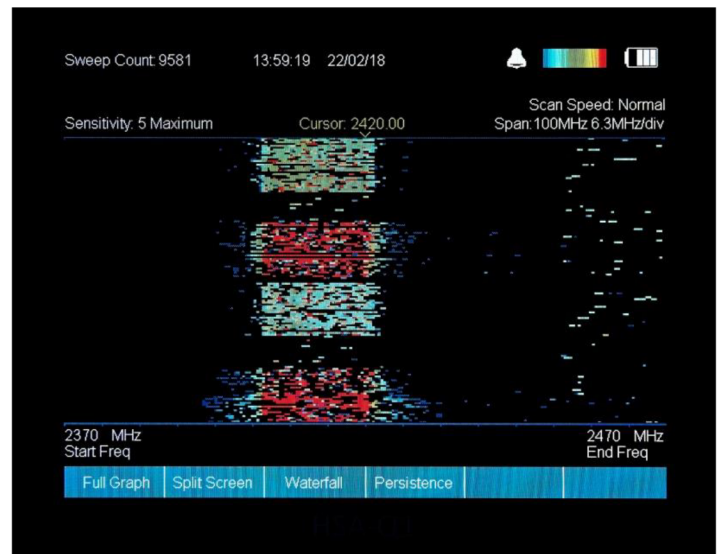 Sweep Count: 9581 13:59:19 22/02/18
Scan Speed: Normal
Sensitivity: 5 Maximum Cursor: 2420.00 Span:100MHz 6.3MHz/div
2370 MHz 2470 MHz
Start Freq End Freq
Full Graph Split Screen Waterfall Persistence